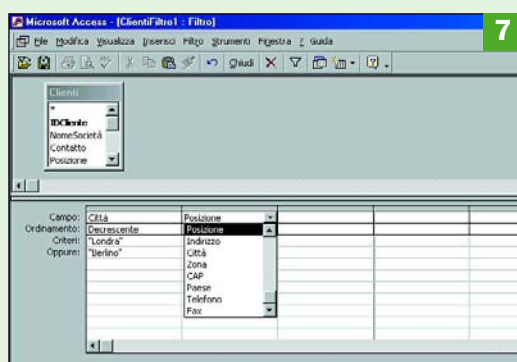 Microsoft Access - [ClientiFiltro1 : Filtro]
7
File Modifica Visualizza Inserisci Filtro Strumenti Finestra ? Guida
Chiudi
Clienti
*
IDCliente
NomeSocietà
Contatto
Posizione
Campo: Città Posizione
Ordinamento: Decrescente Posizione
Criteri: "Londra" Indirizzo
Oppure: "Berlino" Città
Zona
CAP
Paese
Telefono
Fax